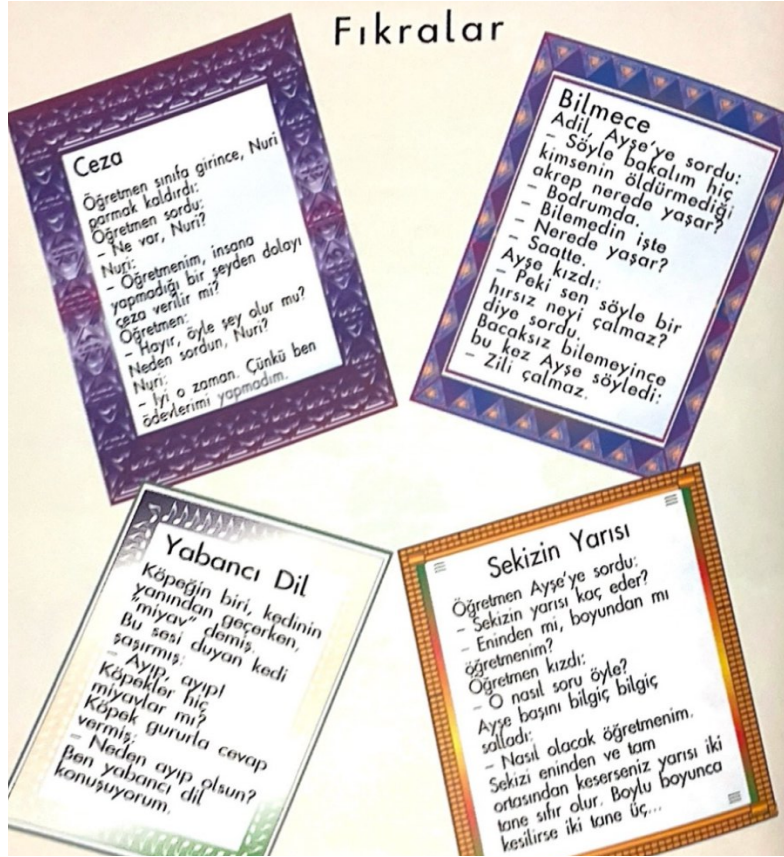 Fıkralar
Ceza
Öğretmen sınıfa girince, Nuri
parmak kaldırdı:
Öğretmen sordu:
– Ne var, Nuri?
Nuri:
– Öğretmenim, insana
yapmadığı bir şeyden dolayı
ceza verilir mi?
Öğretmen:
– Hayır, öyle şey olur mu?
Neden sordun, Nuri?
Nuri:
– İyi o zaman. Çünkü ben
ödevlerimi yapmadım.
Bilmece
Adil, Ayşe'ye sordu:
– Söyle bakalım hiç
kimsenin öldürmediği
akrep nerede yaşar?
– Bodrumda.
– Bilemedin işte
– Nerede yaşar?
– Saatte.
Ayşe kızdı:
– Peki sen söyle bir
hırsız neyi çalmaz?
diye sordu.
Bacaksız bilemeyince
bu kez Ayşe söyledi:
– Zili çalmaz.
Yabancı Dil
Köpeğin biri, kedinin
yanından geçerken,
"miyav" demiş.
Bu sesi duyan kedi
şaşırmış:
– Ayıp, ayıp!
Köpekler hiç
miyavlar mı?
Köpek gururla cevap
vermiş:
– Neden ayıp olsun?
Ben yabancı dil
konuşuyorum.
Sekizin Yarısı
Öğretmen Ayşe'ye sordu:
– Sekizin yarısı kaç eder?
– Eninden mi, boyundan mı
öğretmenim?
Öğretmen kızdı:
– O nasıl soru öyle?
Ayşe başını bilgiç bilgiç
salladı:
– Nasıl olacak öğretmenim.
Sekizi eninden ve tam
ortasından keserseniz yarısı iki
tane sıfır olur. Boylu boyunca
kesilirse iki tane üç...